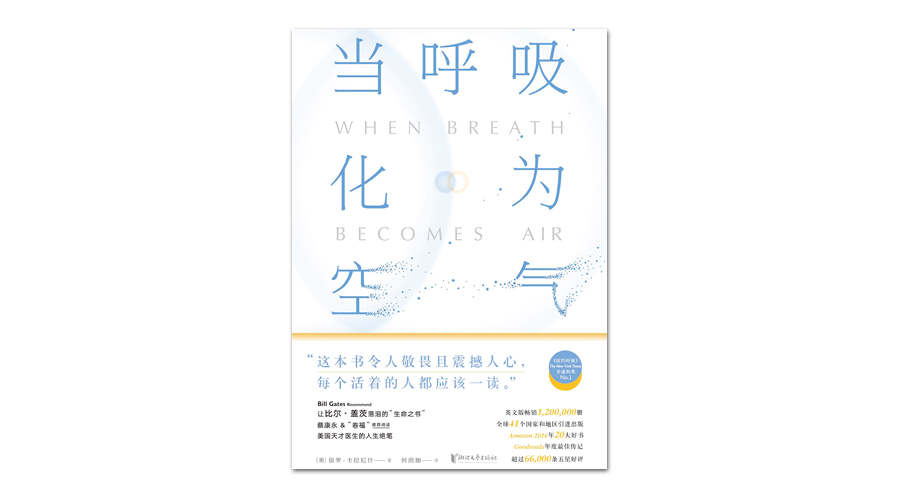 当呼吸
WHEN BREATH
化为
BECOMES AIR
空气
“这本书令人敬畏且震撼人心，
每个活着的人都应该一读。”
《纽约时报》
The New York Times
非虚构类
No.1
Bill Gates Recommend
让比尔·盖茨落泪的“生命之书”
蔡康永 & “卷福” 推荐阅读
美国天才医生的人生绝笔
英文版畅销1,200,000册
全球41个国家和地区引进出版
Amazon 2016年20大好书
Goodreads年度最佳传记
超过66,000条五星好评
[美] 保罗·卡拉尼什 著
何雨珈 译
浙江文艺出版社